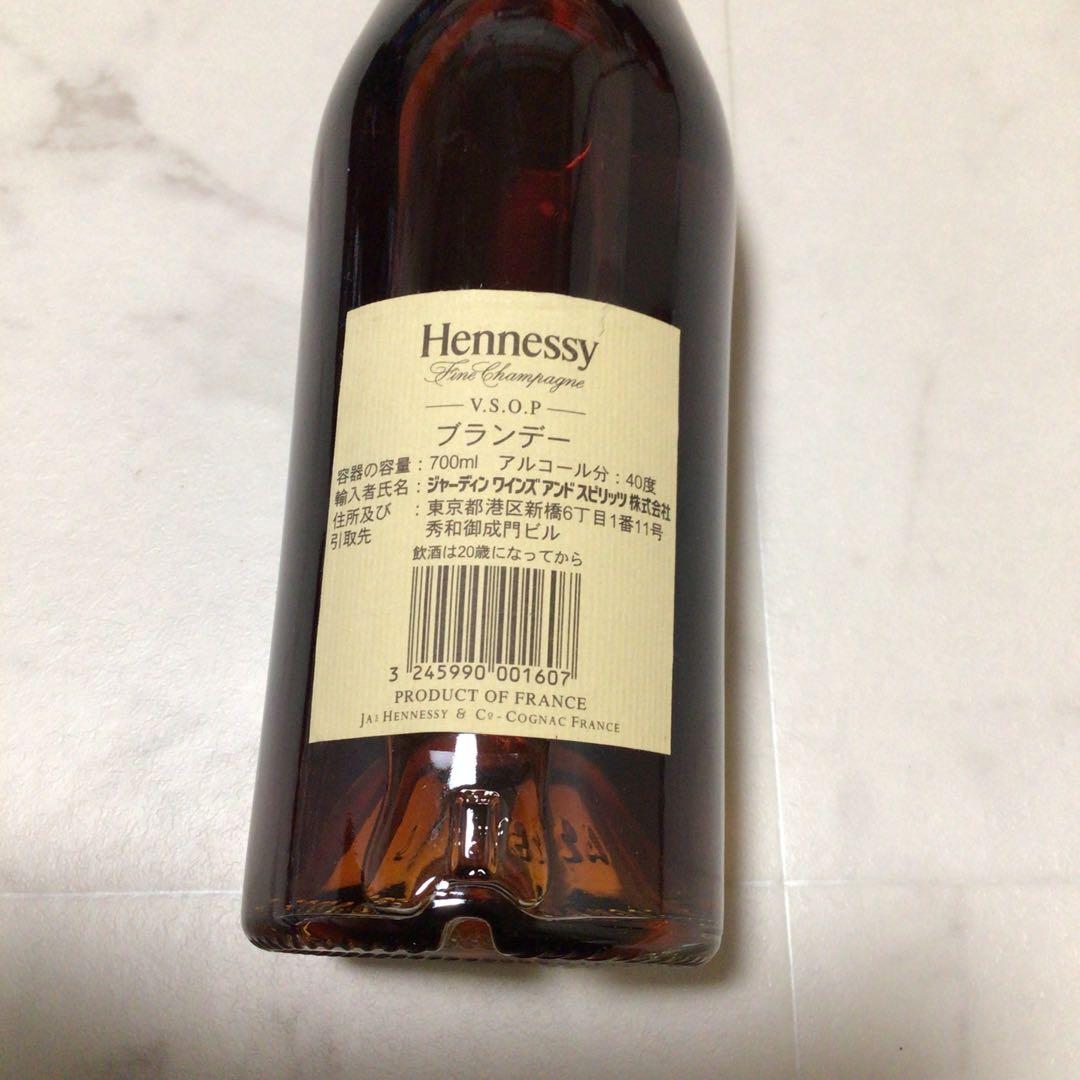 Hennessy
Fine Champagne
V.S.O.P
ブランデー
容器の容量：700ml アルコール分：40度
輸入者氏名：ジャーディン ワインズ アンド スピリッツ 株式会社
住所及び：東京都港区新橋6丁目1番11号
引取先 秀和御成門ビル
飲酒は20歳になってから
3 245990 001607
PRODUCT OF FRANCE
JAS HENNESSY & Cº - COGNAC FRANCE